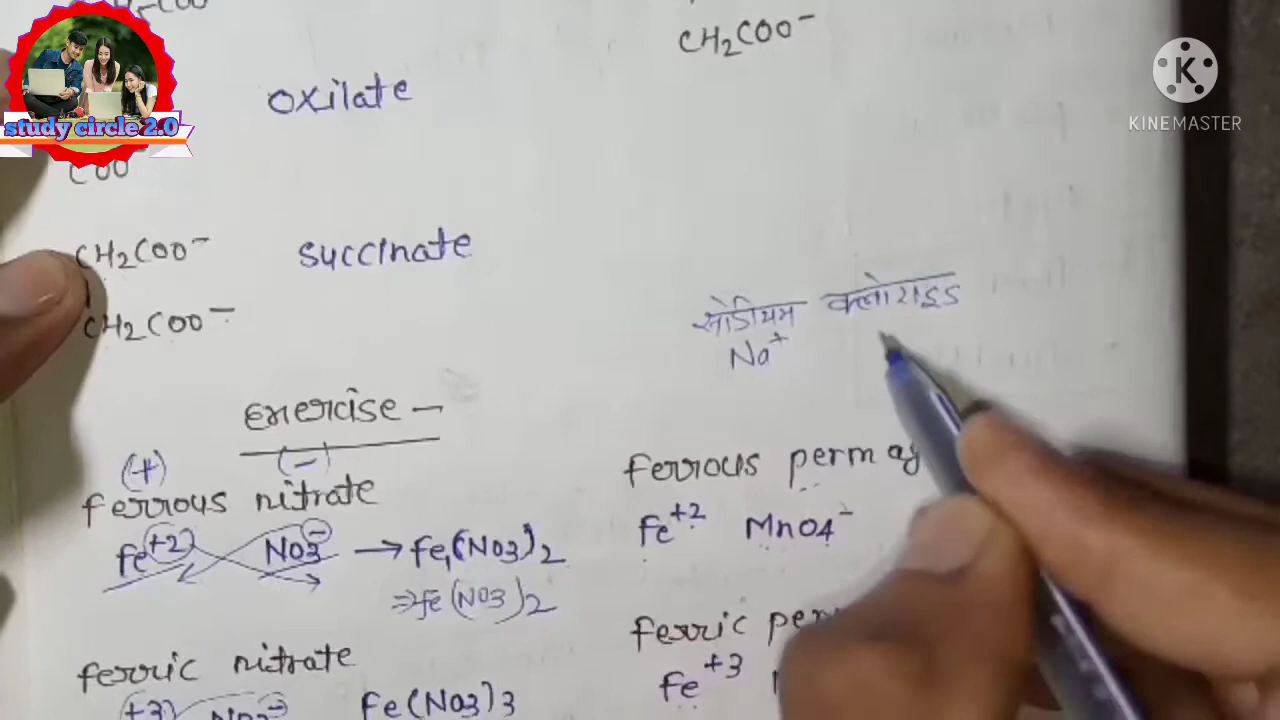 CH2COO⁻
oxilate
study circle 2.0
KINEMASTER
COO
CH2COO⁻
succinate
CH2COO⁻
सोडियम क्लोराइड
Na⁺
Exercise –
(+) (–)
ferrous nitrate
Fe(+2) NO3⁻ → Fe1(NO3)2
⇒ Fe(NO3)2
ferrous
Fe+2 MnO4⁻
ferric nitrate
+3) NO3⁻ Fe(NO3)3
ferric
Fe+3